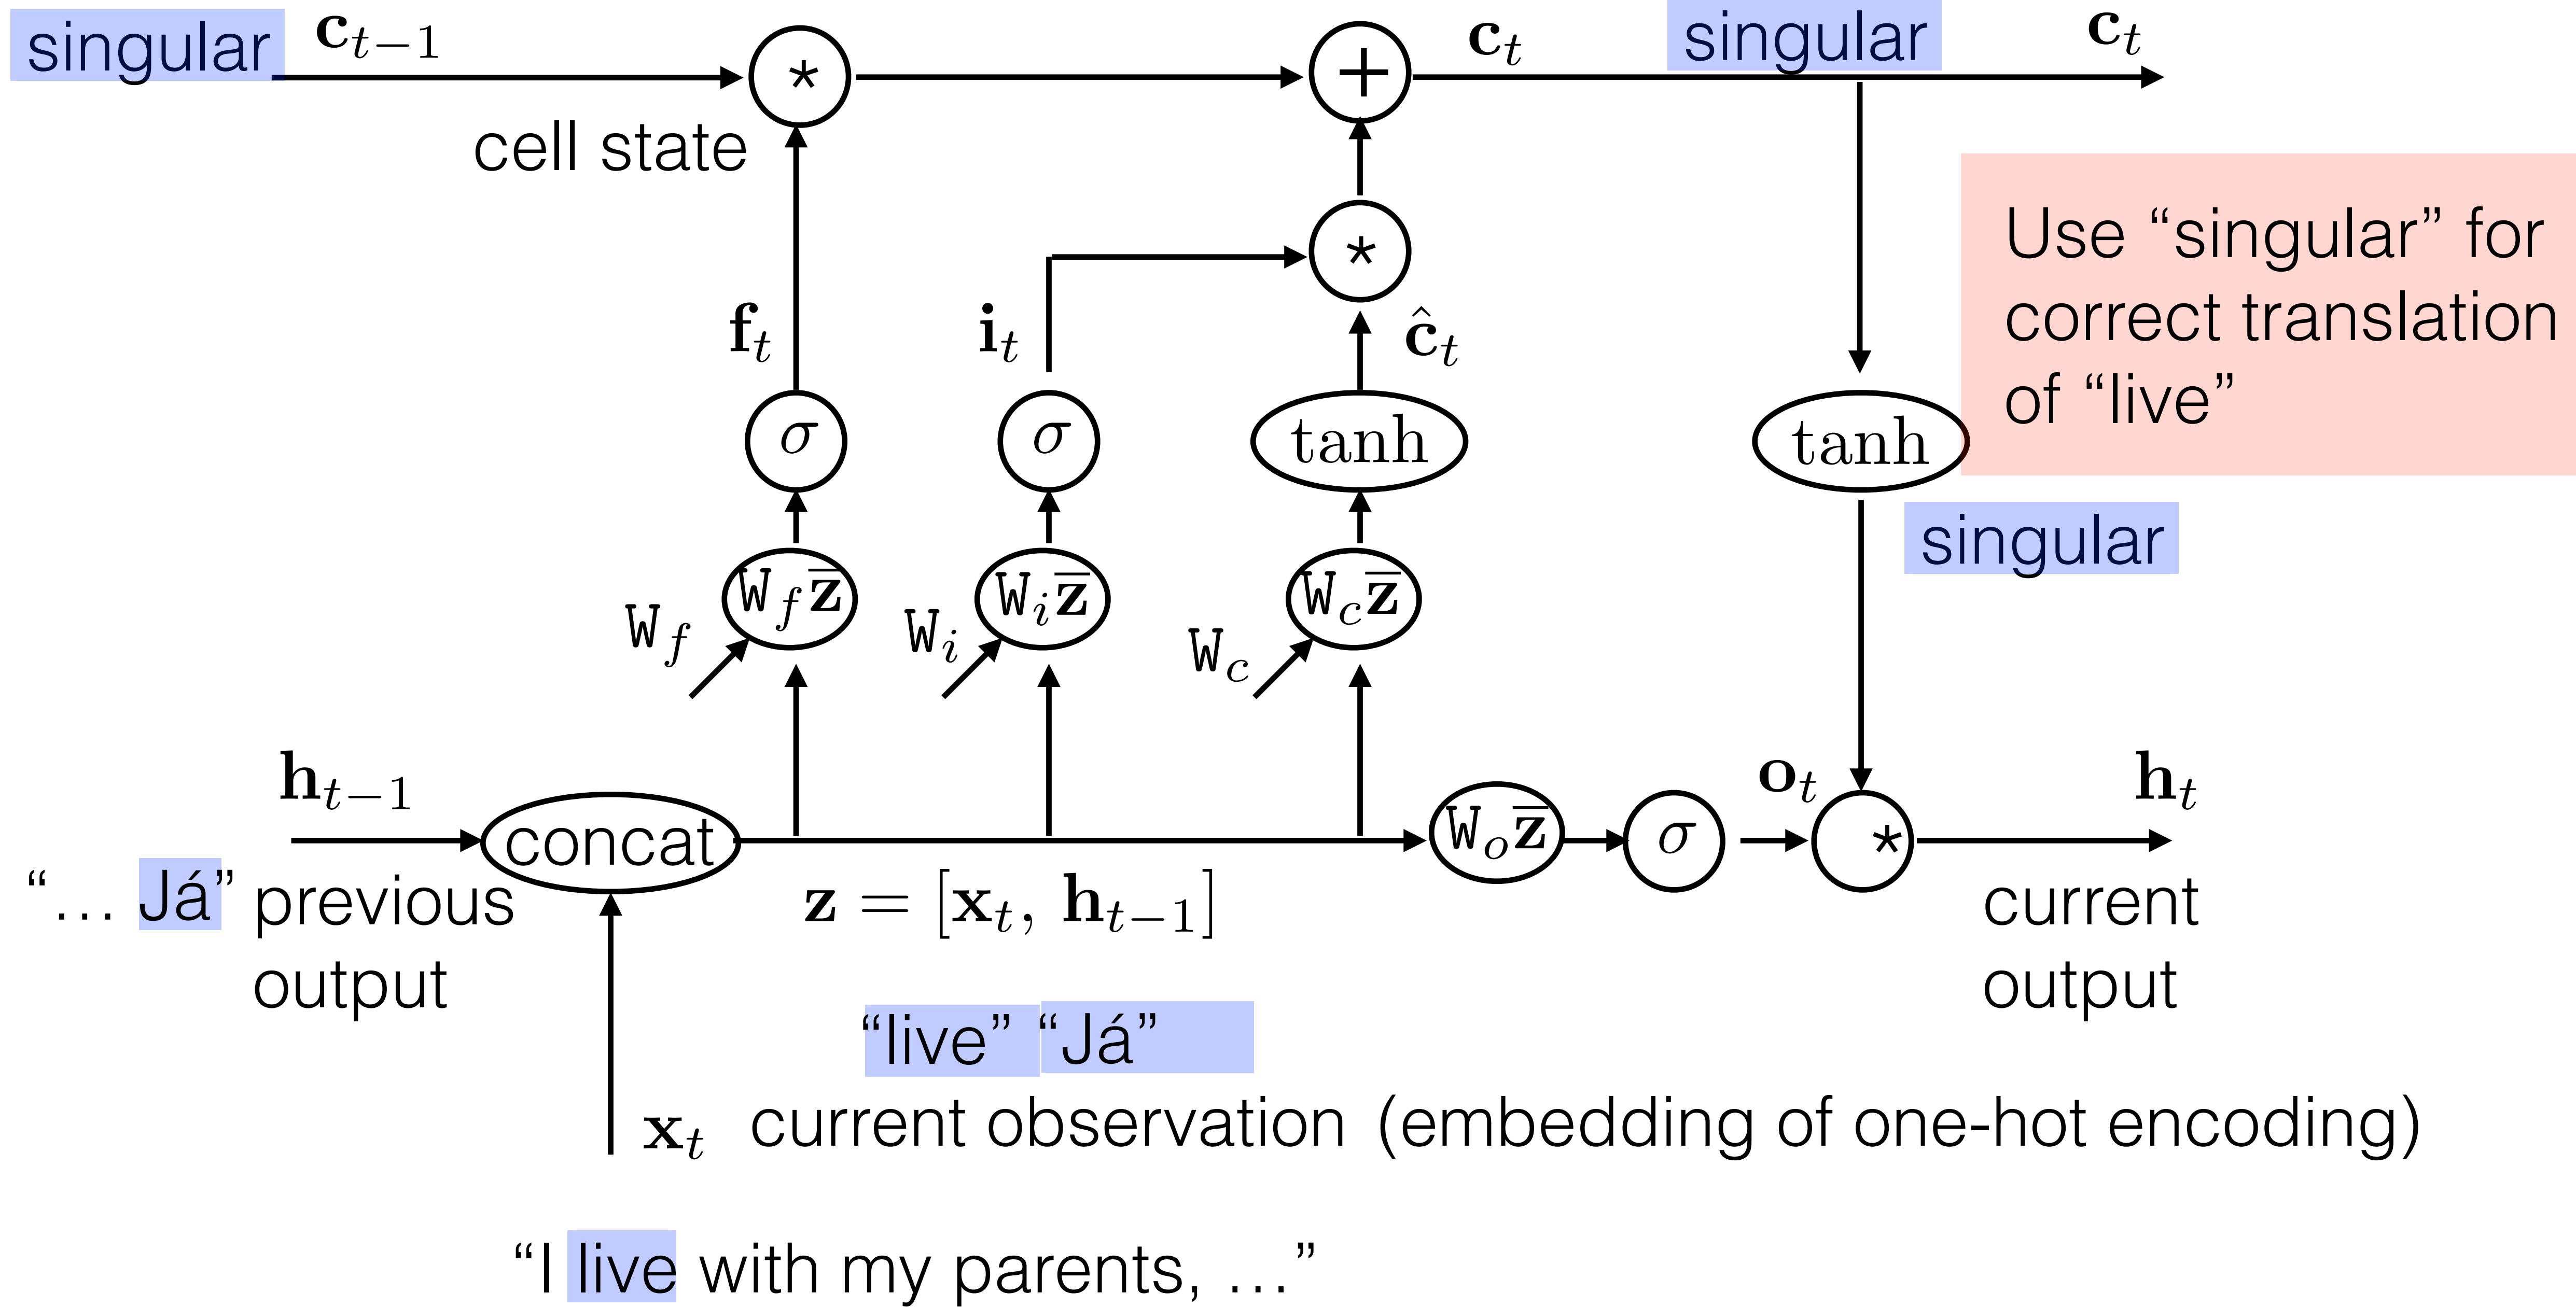 singular c_{t−1} c_t singular c_t
* +
cell state
*
Use “singular” for
correct translation
of “live”
f_t i_t ĉ_t
σ σ tanh tanh
singular
W_f W_f z̄ W_i W_i z̄ W_c W_c z̄
h_{t−1} o_t h_t
concat W_o z̄ σ *
“... Já” previous
output
z = [x_t, h_{t−1}]
current
output
“live” “Já”
x_t current observation (embedding of one-hot encoding)
“I live with my parents, ...”